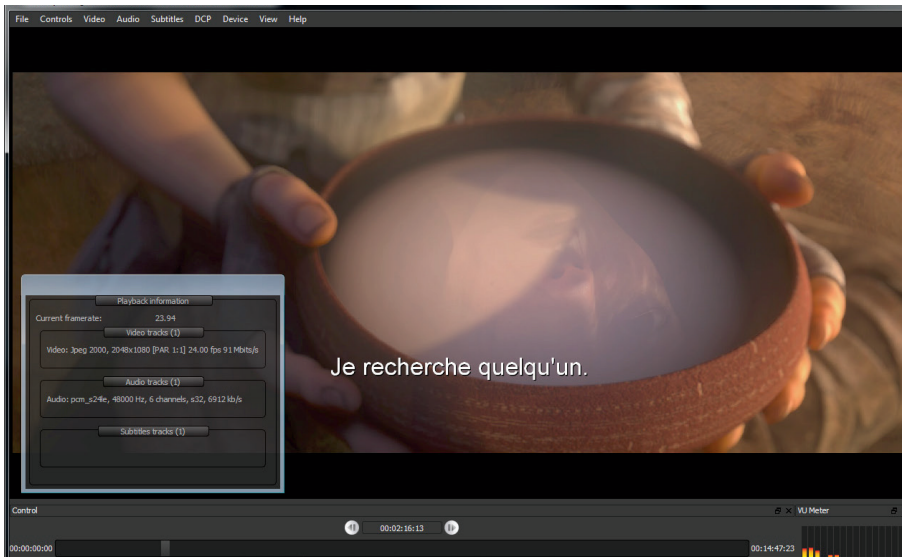 File Controls Video Audio Subtitles DCP Device View Help
Playback information
Current framerate: 23.94
Video tracks (1)
Video: Jpeg 2000, 2048x1080 [PAR 1:1] 24.00 fps 91 Mbits/s
Audio tracks (1)
Audio: pcm_s24le, 48000 Hz, 6 channels, s32, 6912 kb/s
Subtitles tracks (1)
Je recherche quelqu'un.
Control
VU Meter
00:02:16:13
00:00:00:00
00:14:47:23